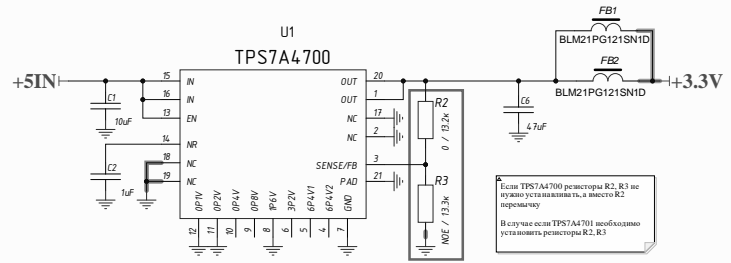 FB1
BLM21PG121SN1D
FB2
BLM21PG121SN1D
U1
TPS7A4700
+5IN
+3.3V
15 IN
16 IN
13 EN
14 NR
18 NC
19 NC
OUT 20
OUT 1
NC 17
NC 2
SENSE/FB 3
PAD 21
0P1V
0P2V
0P4V
0P8V
1P6V
3P2V
6P4V1
6P4V2
GND
12
11
10
9
8
6
5
4
7
C1
10uF
C2
1uF
C6
47uF
R2
0 / 13.2к
R3
NOE / 13.3к
Если TPS7A4700 резисторы R2, R3 не
нужно устанавливать, а вместо R2
перемычку
В случае если TPS7A4701 необходимо
установить резисторы R2, R3